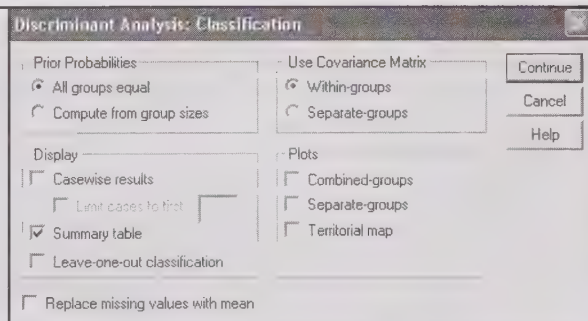 Discriminant Analysis: Classification
Prior Probabilities
All groups equal
Compute from group sizes
Use Covariance Matrix
Within-groups
Separate-groups
Continue
Cancel
Help
Display
Casewise results
Limit cases to first
Summary table
Leave-one-out classification
Plots
Combined-groups
Separate-groups
Territorial map
Replace missing values with mean